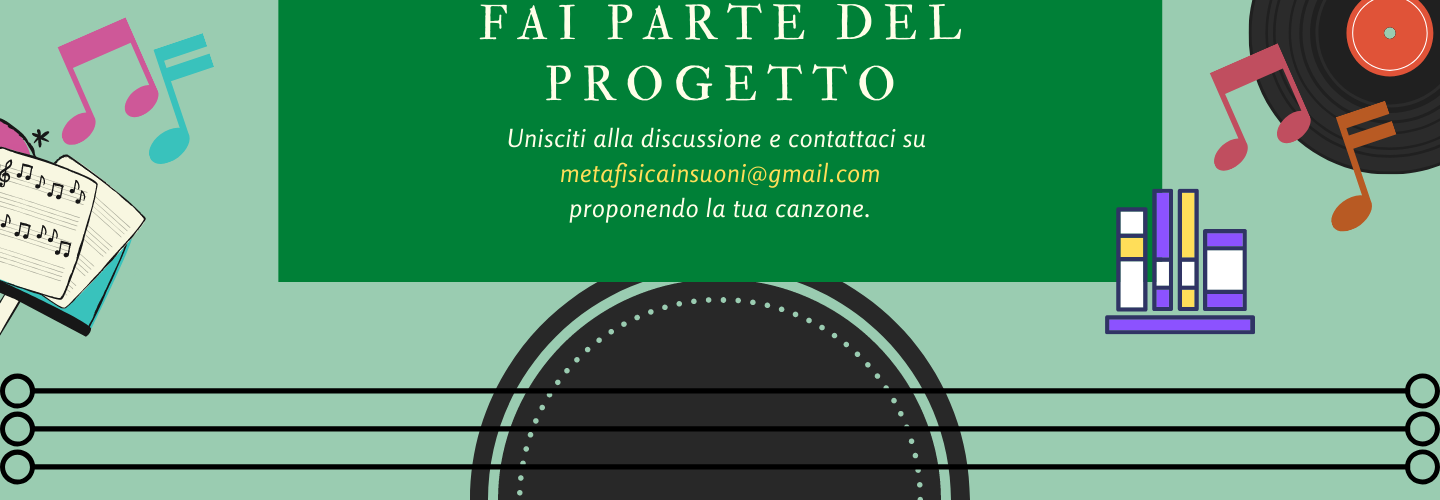 FAI PARTE DEL
PROGETTO
Unisciti alla discussione e contattaci su
metafisicainsuoni@gmail.com
proponendo la tua canzone.